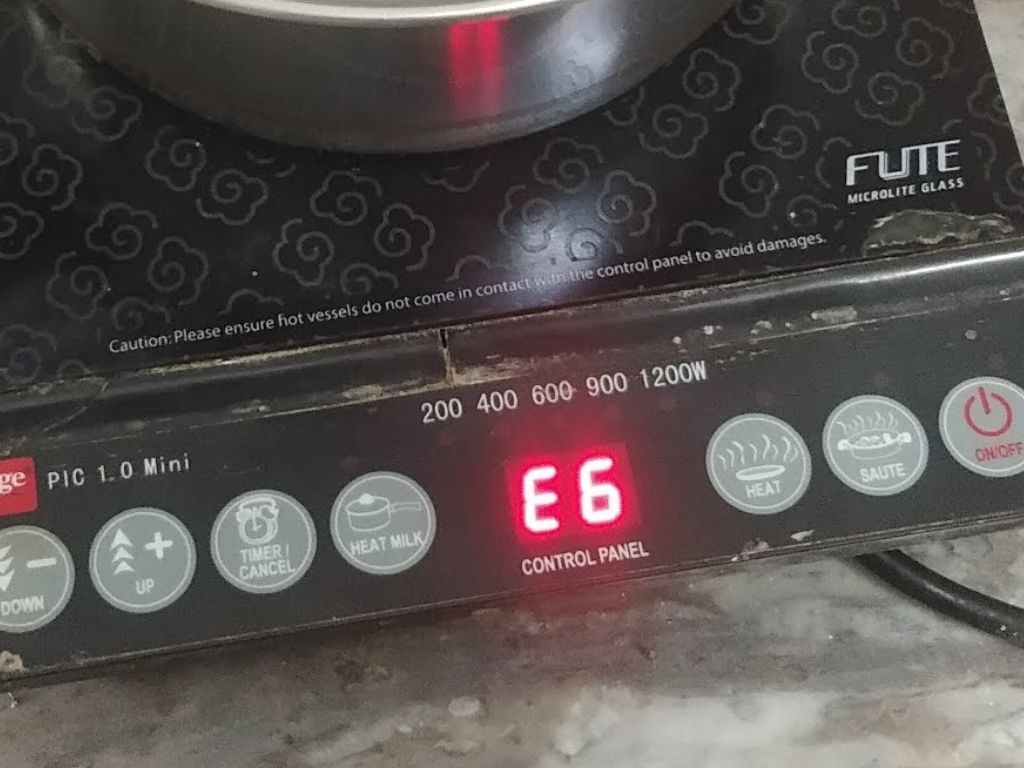 FUTE
MICROLITE GLASS
Caution: Please ensure hot vessels do not come in contact with the control panel to avoid damages.
200 400 600 900 1200W
ge
PIC 1.0 Mini
DOWN
UP
TIMER /
CANCEL
HEAT MILK
E6
CONTROL PANEL
HEAT
SAUTE
ON/OFF